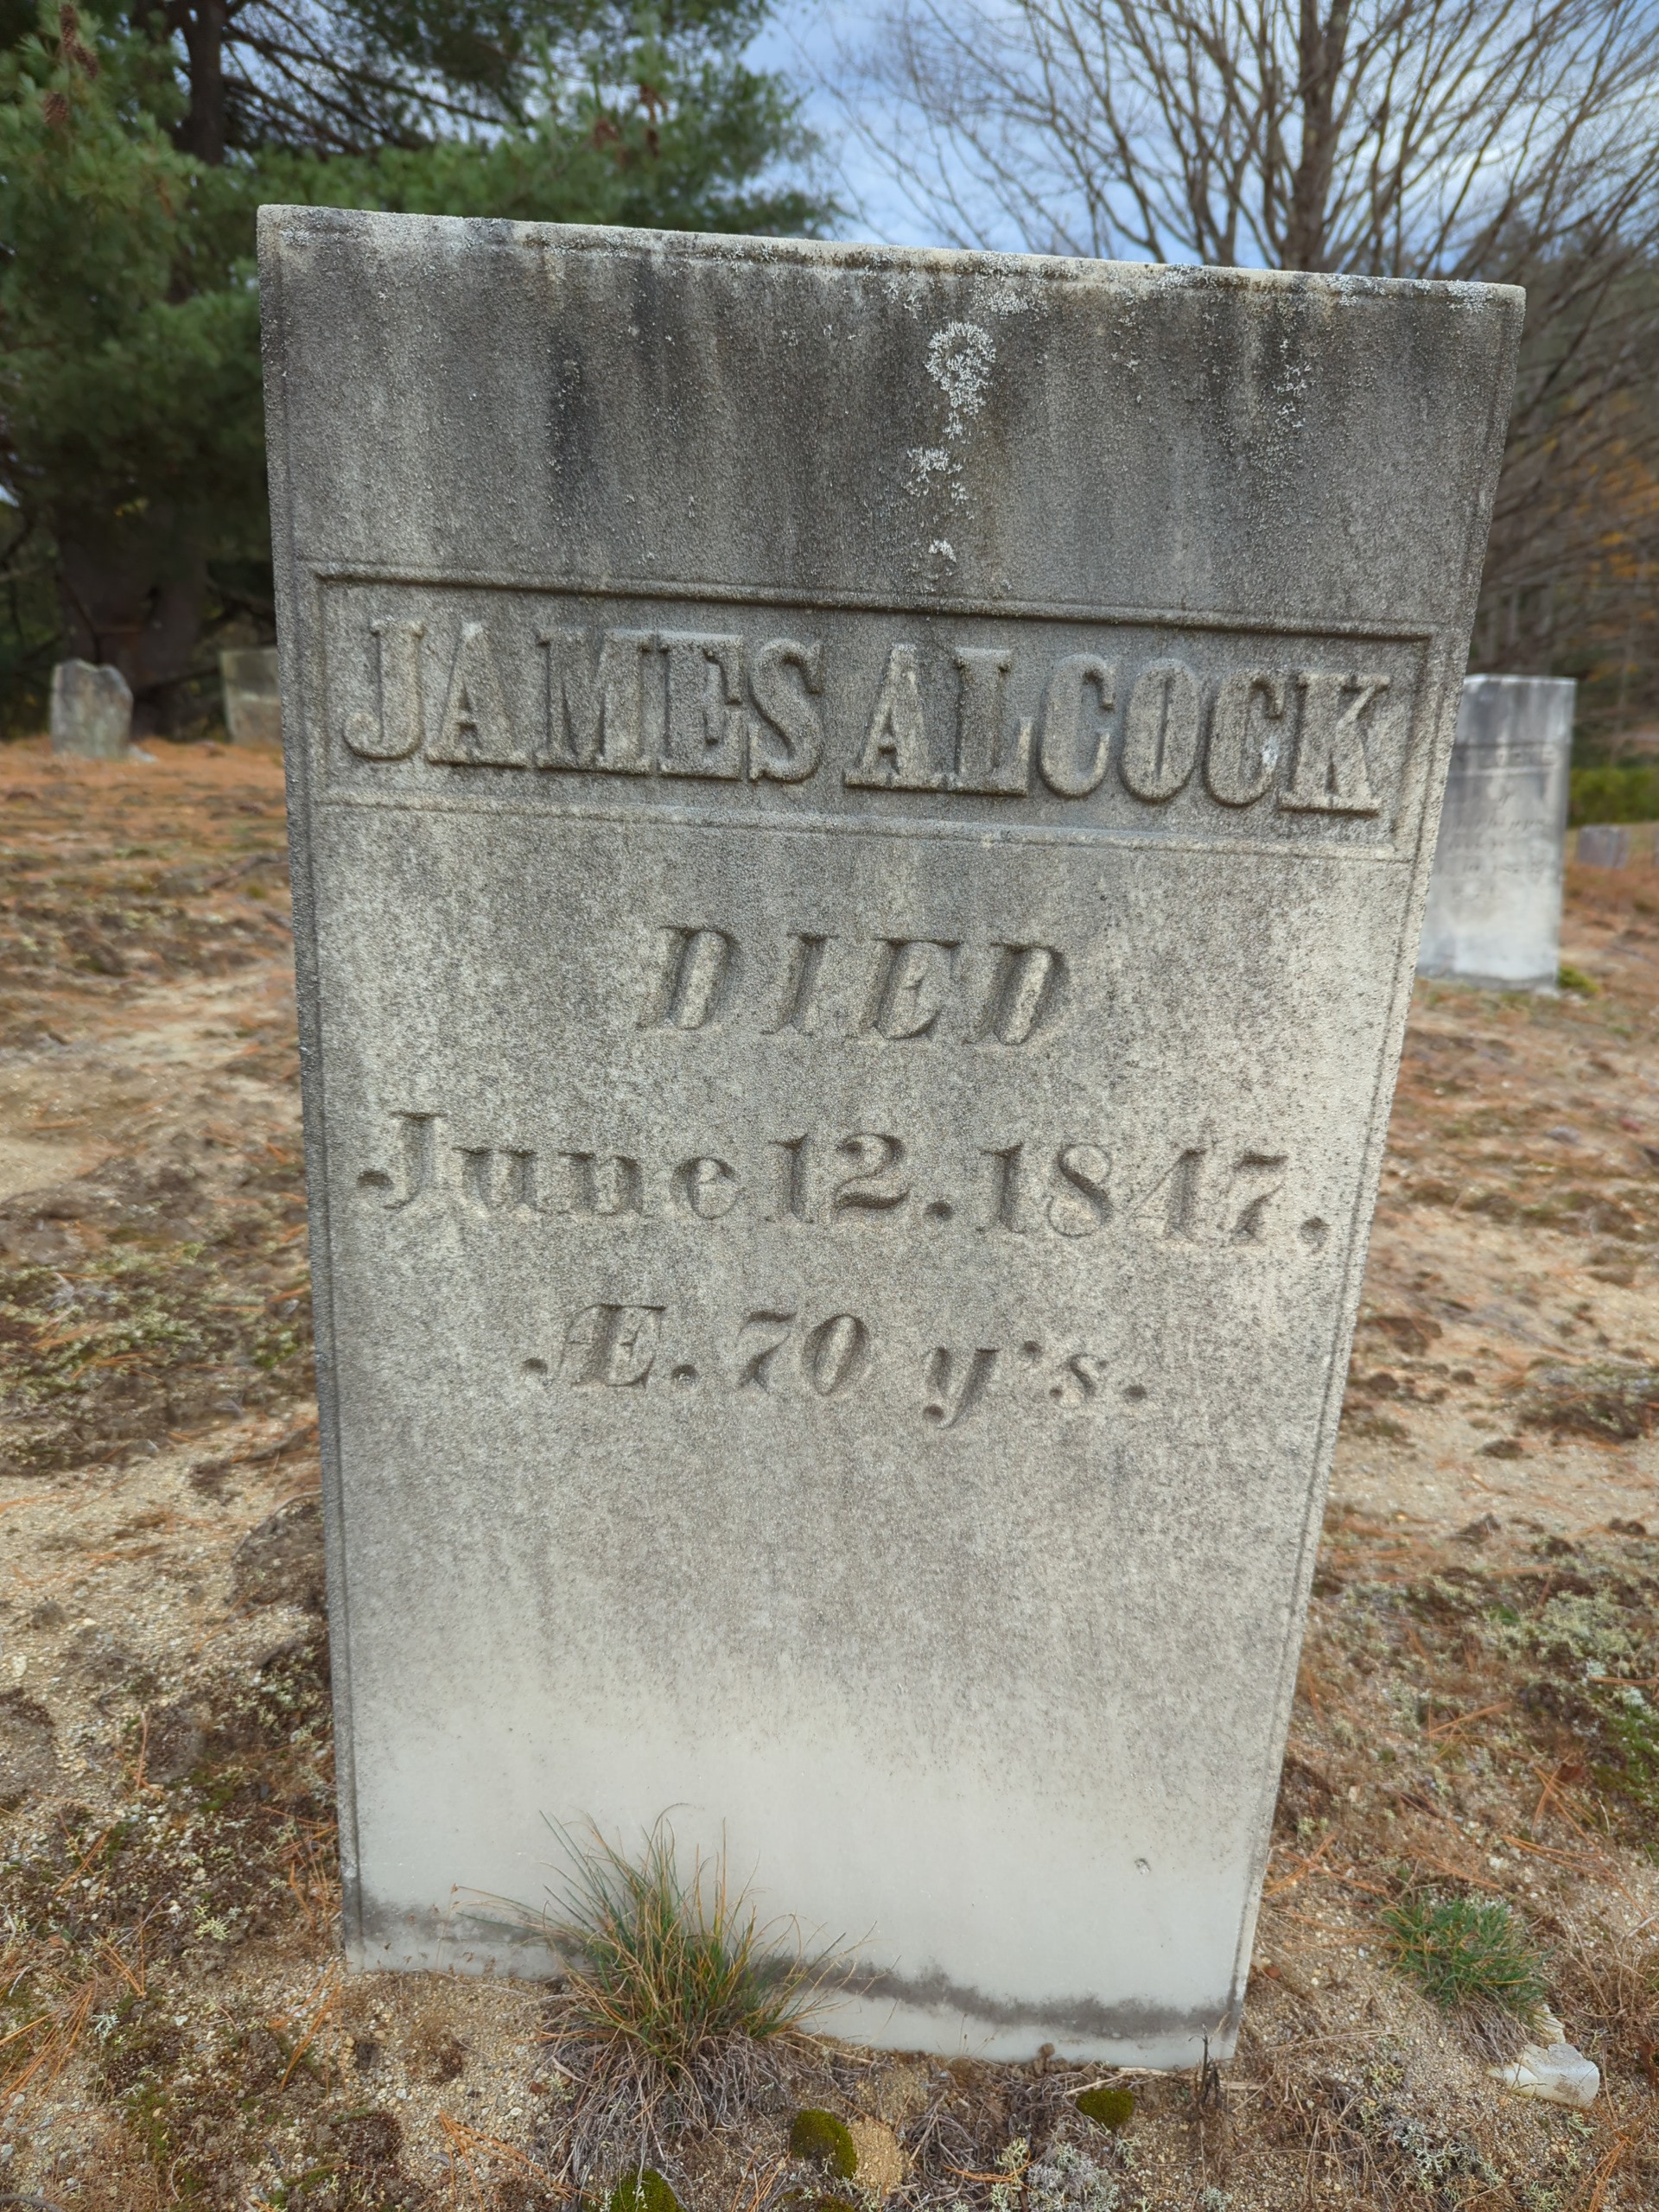 JAMES ALCOCK
DIED
June 12. 1847,
Æ. 70 y's.